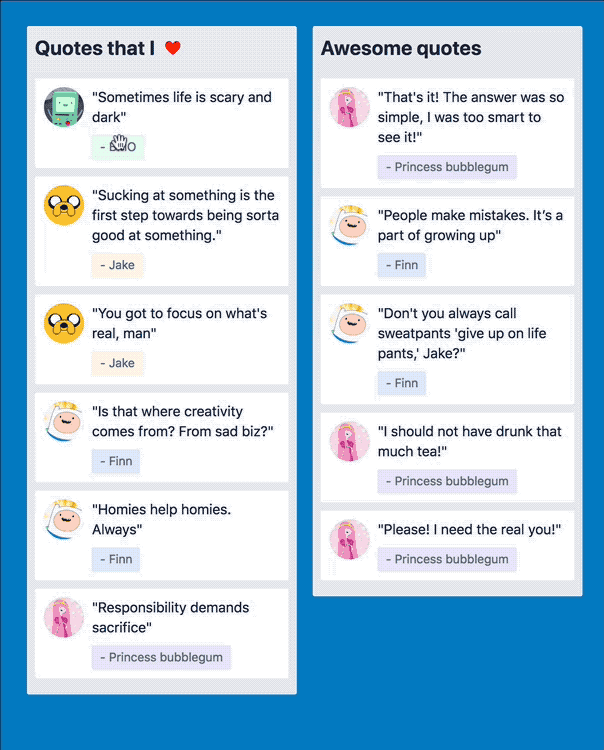 Quotes that I
"Sometimes life is scary and
dark"
"Sucking at something is the
first step towards being sorta
good at something."
- Jake
"You got to focus on what's
real, man"
- Jake
"Is that where creativity
comes from? From sad biz?"
- Finn
"Homies help homies.
Always"
- Finn
"Responsibility demands
sacrifice"
- Princess bubblegum
Awesome quotes
"That's it! The answer was so
simple, I was too smart to
see it!"
- Princess bubblegum
"People make mistakes. It’s a
part of growing up"
- Finn
"Don't you always call
sweatpants 'give up on life
pants,' Jake?"
- Finn
"I should not have drunk that
much tea!"
- Princess bubblegum
"Please! I need the real you!"
- Princess bubblegum